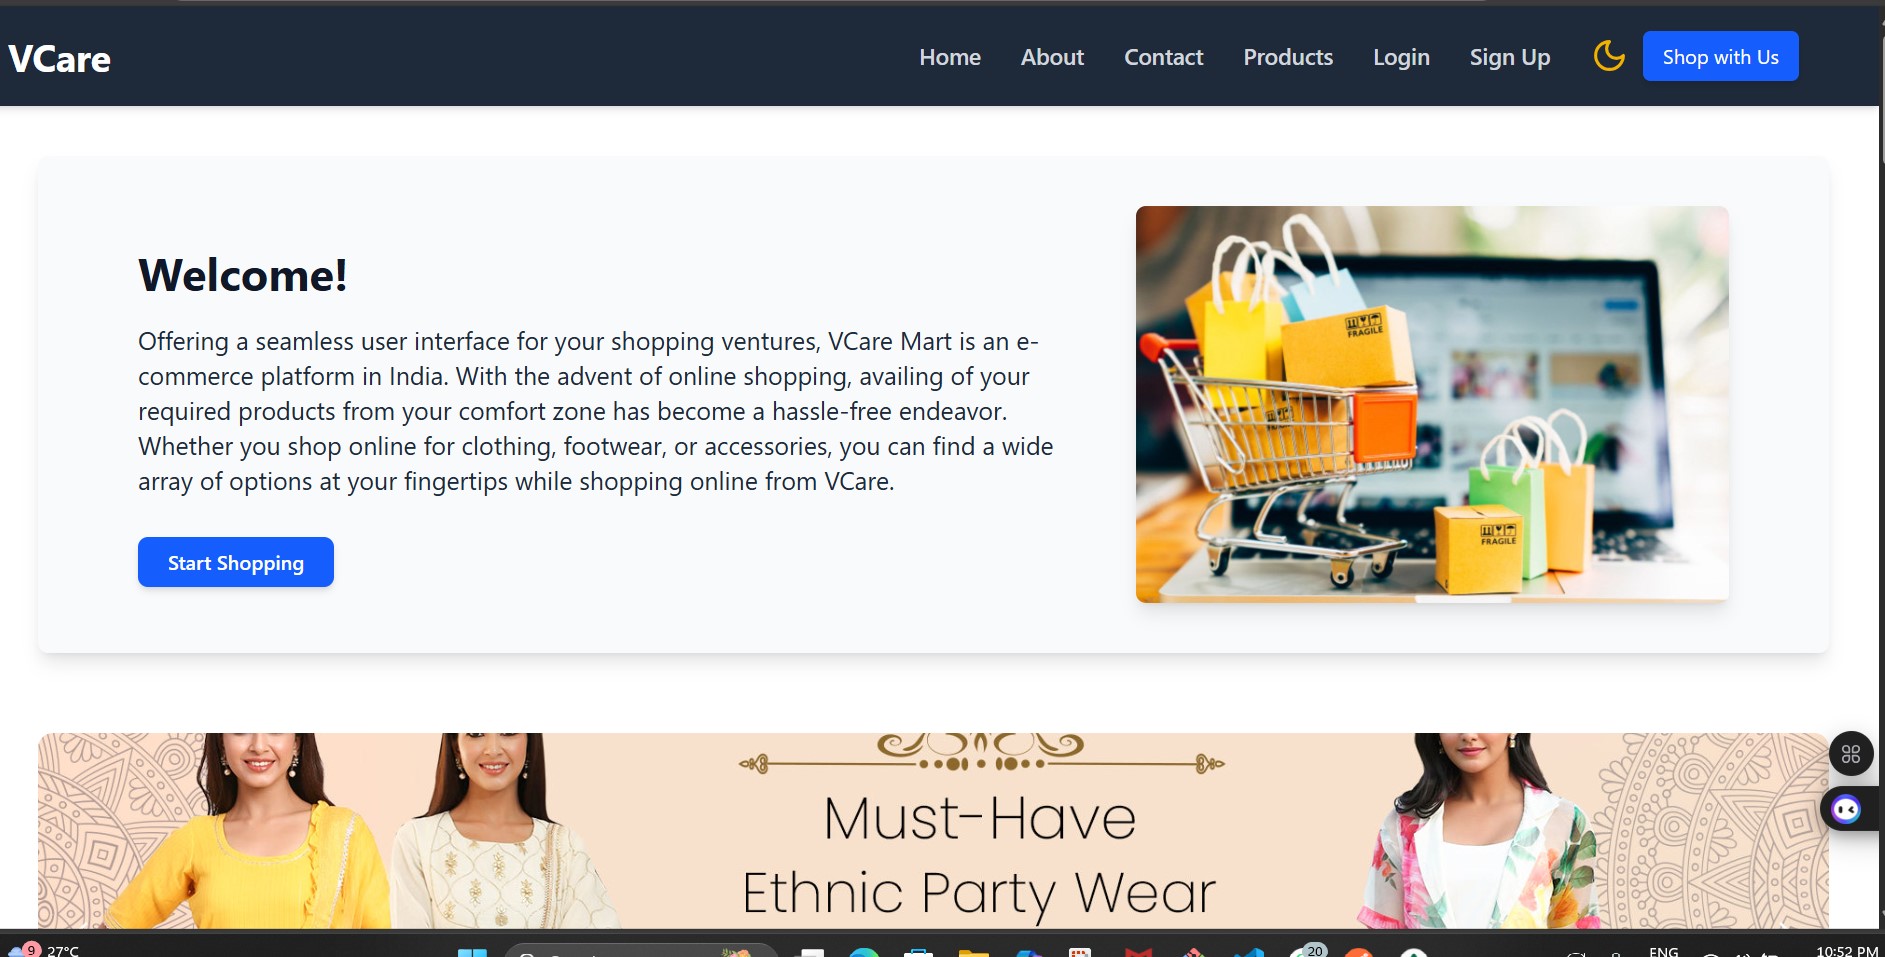 VCare
Home About Contact Products Login Sign Up Shop with Us
Welcome!
Offering a seamless user interface for your shopping ventures, VCare Mart is an e-
commerce platform in India. With the advent of online shopping, availing of your
required products from your comfort zone has become a hassle-free endeavor.
Whether you shop online for clothing, footwear, or accessories, you can find a wide
array of options at your fingertips while shopping online from VCare.
Start Shopping
FRAGILE
FRAGILE
Must-Have
Ethnic Party Wear
9 27°C
20
ENG
10:52 PM